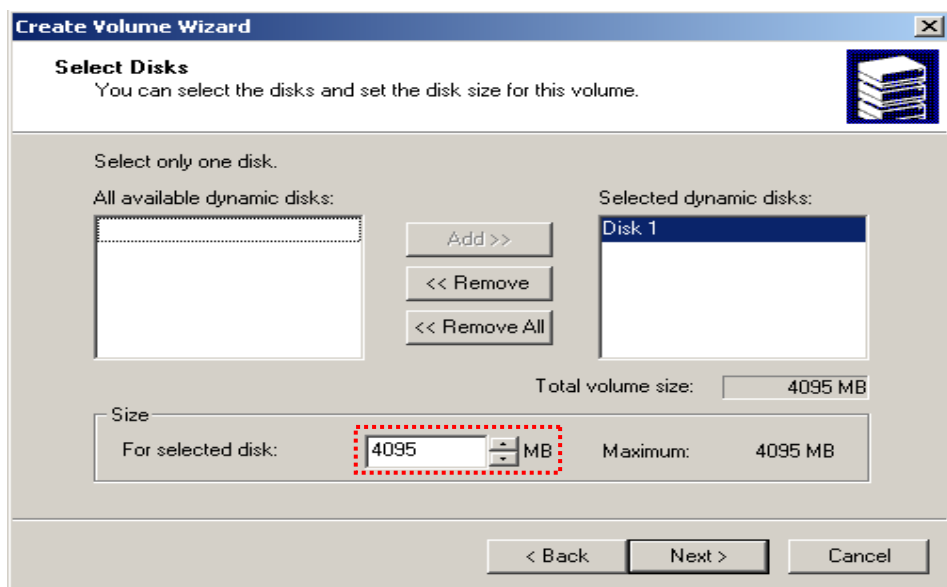 Create Volume Wizard
Select Disks
You can select the disks and set the disk size for this volume.
Select only one disk.
All available dynamic disks:
Selected dynamic disks:
Disk 1
Add >>
<< Remove
<< Remove All
Total volume size: 4095 MB
Size
For selected disk: 4095 MB Maximum: 4095 MB
< Back Next > Cancel